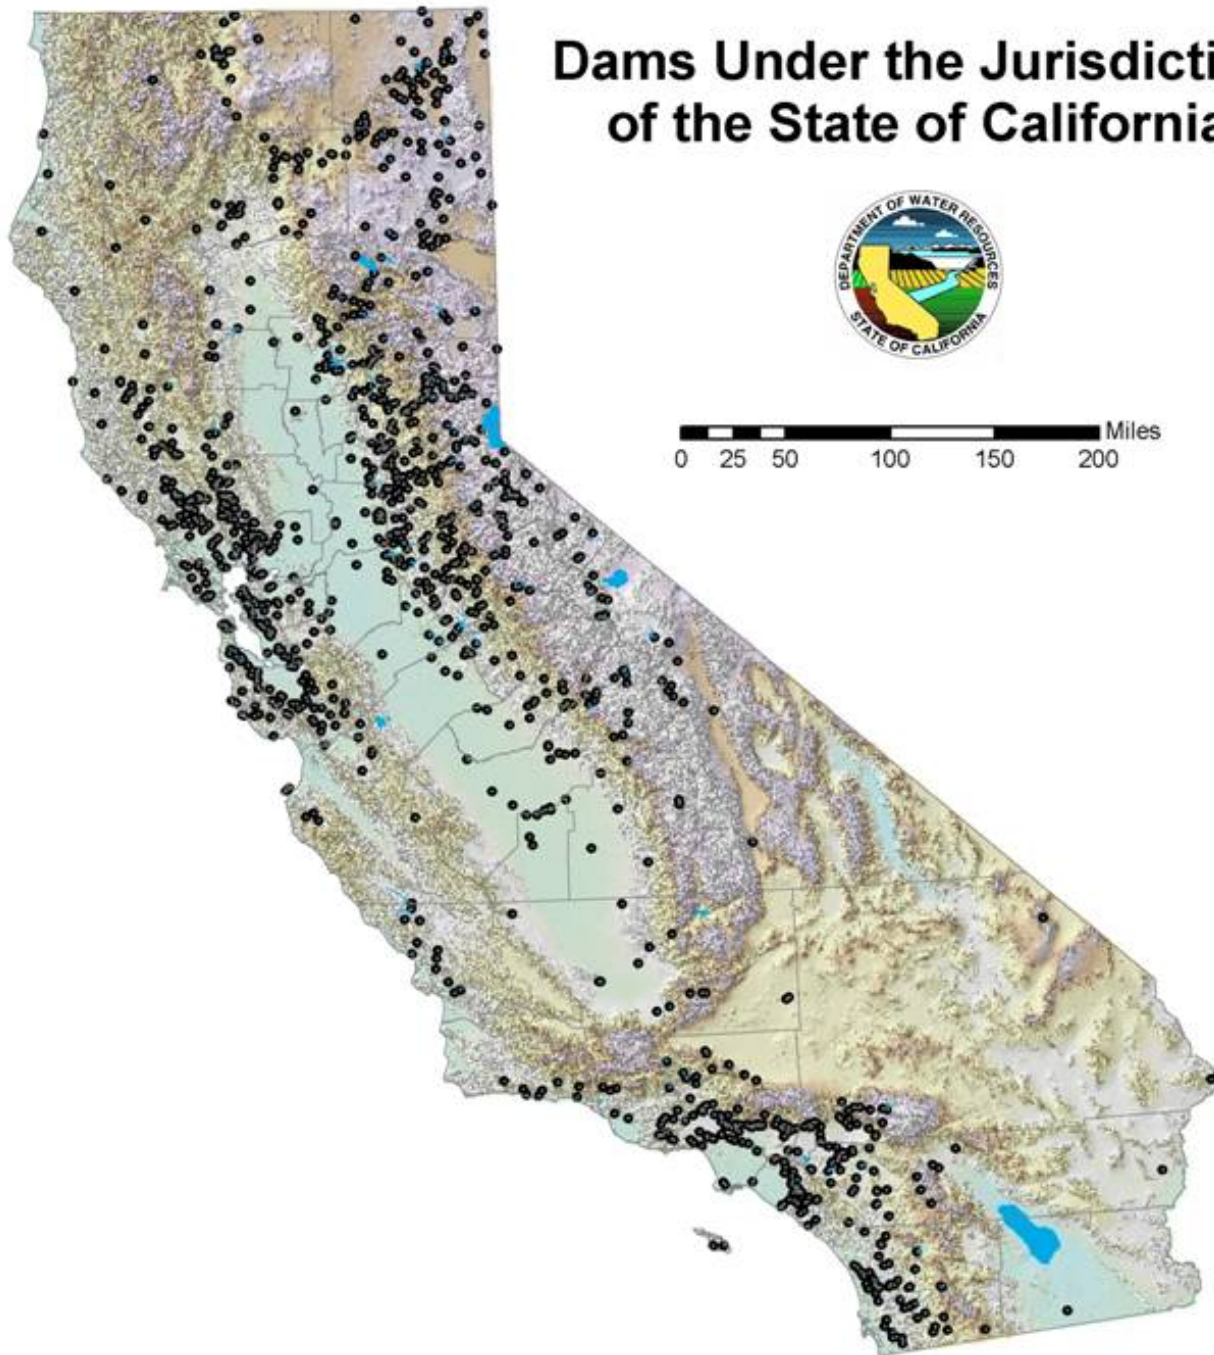 Dams Under the Jurisdicti
of the State of California
DEPARTMENT OF WATER RESOURCES
STATE OF CALIFORNIA
Miles
0 25 50 100 150 200